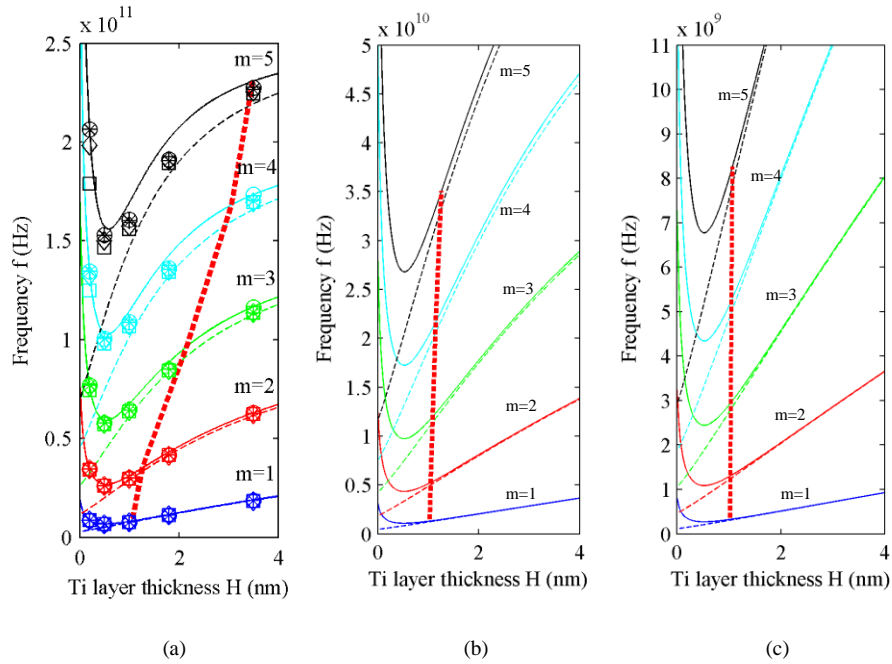 x 10^11
2.5
2
1.5
1
0.5
0
0
2
4
m=5
m=4
m=3
m=2
m=1
Frequency f (Hz)
Ti layer thickness H (nm)
(a)
x 10^10
5
4.5
4
3.5
3
2.5
2
1.5
1
0.5
0
0
2
4
m=5
m=4
m=3
m=2
m=1
Frequency f (Hz)
Ti layer thickness H (nm)
(b)
x 10^9
11
10
9
8
7
6
5
4
3
2
1
0
0
2
4
m=5
m=4
m=3
m=2
m=1
Frequency f (Hz)
Ti layer thickness H (nm)
(c)